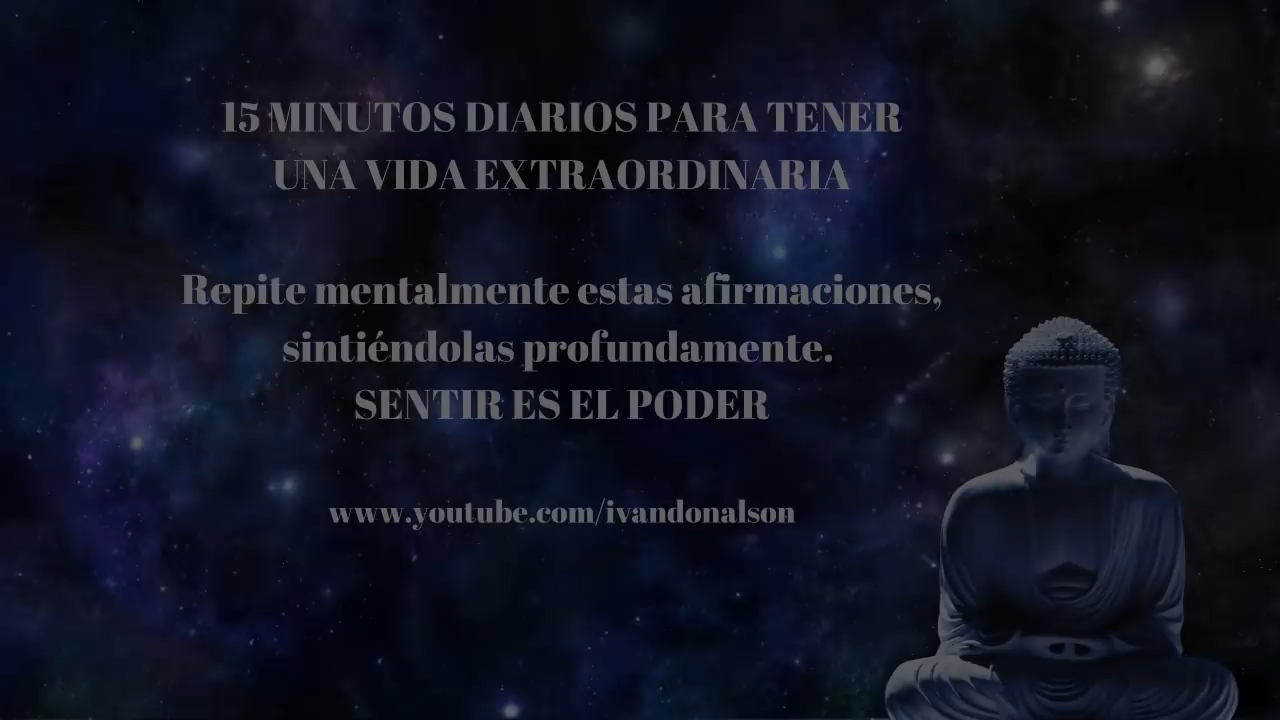 15 MINUTOS DIARIOS PARA TENER
UNA VIDA EXTRAORDINARIA
Repite mentalmente estas afirmaciones,
sintiéndolas profundamente.
SENTIR ES EL PODER
www.youtube.com/ivandonalson